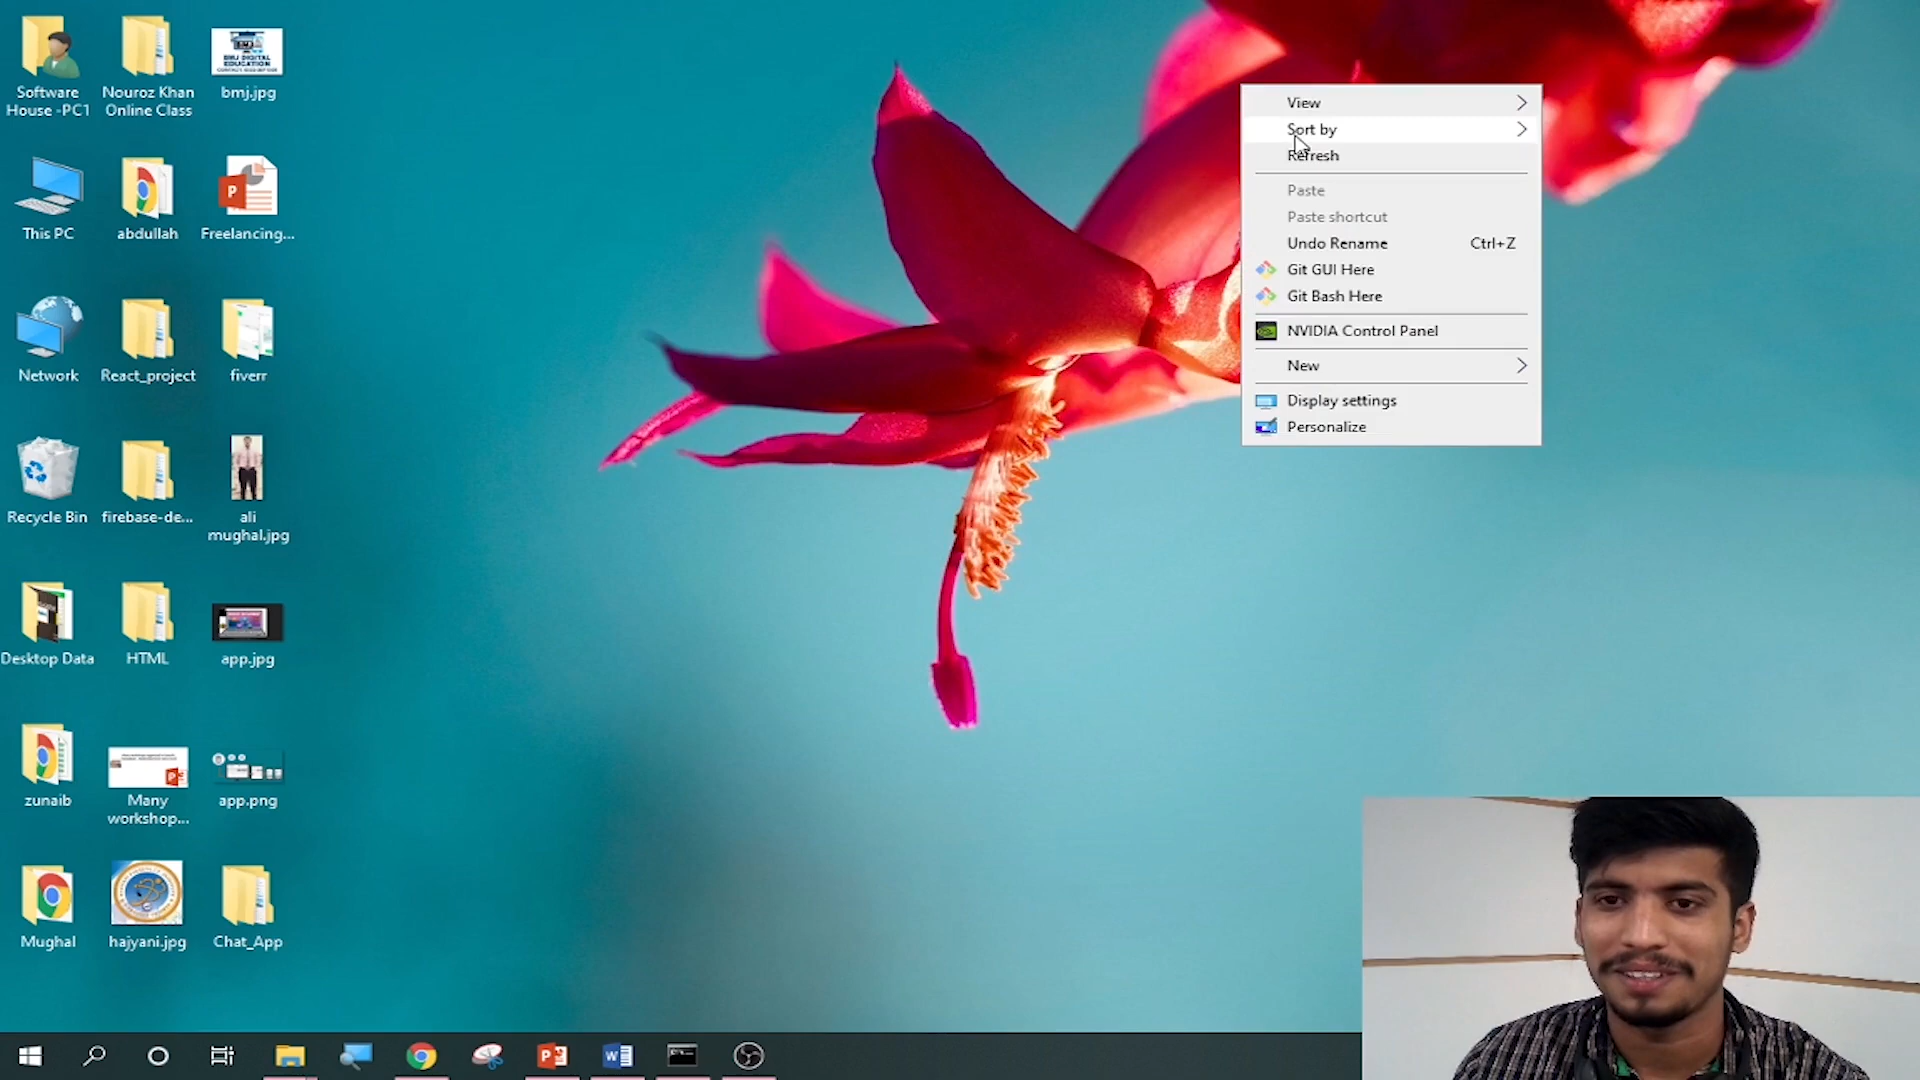 Software
House -PC1
Nouroz Khan
Online Class
BMJ DIGITAL
EDUCATION
bmj.jpg
This PC
abdullah
Freelancing...
Network
React_project
fiverr
Recycle Bin
firebase-de...
ali
mughal.jpg
Desktop Data
HTML
app.jpg
zunaib
Many
workshop...
app.png
Mughal
hajyani.jpg
Chat_App
View
Sort by
Refresh
Paste
Paste shortcut
Undo Rename Ctrl+Z
Git GUI Here
Git Bash Here
NVIDIA Control Panel
New
Display settings
Personalize